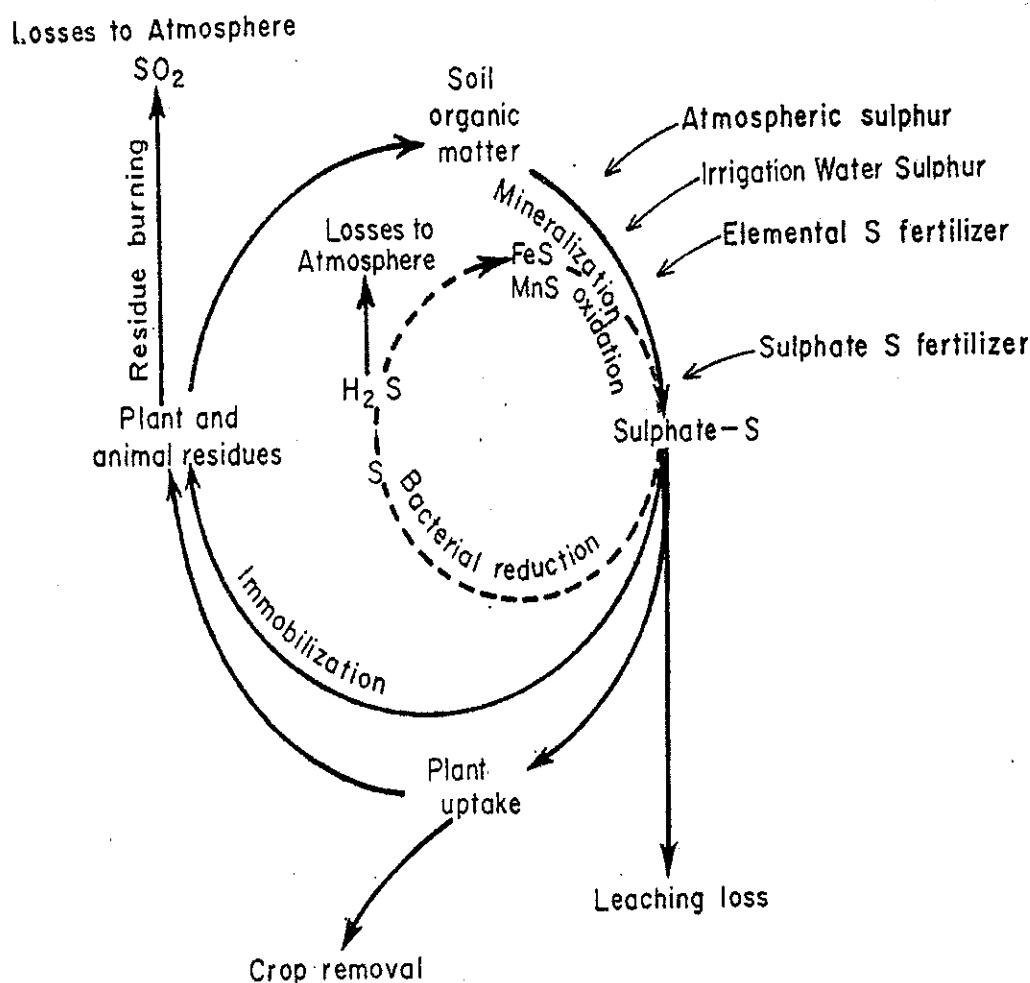 Losses to Atmosphere
SO2
Residue burning
Soil
organic
matter
Atmospheric sulphur
Irrigation Water Sulphur
Elemental S fertilizer
Sulphate S fertilizer
Mineralization
Losses to
Atmosphere
FeS
MnS
oxidation
H2S
S
Plant and
animal residues
Sulphate-S
Bacterial reduction
Immobilization
Plant
uptake
Leaching loss
Crop removal